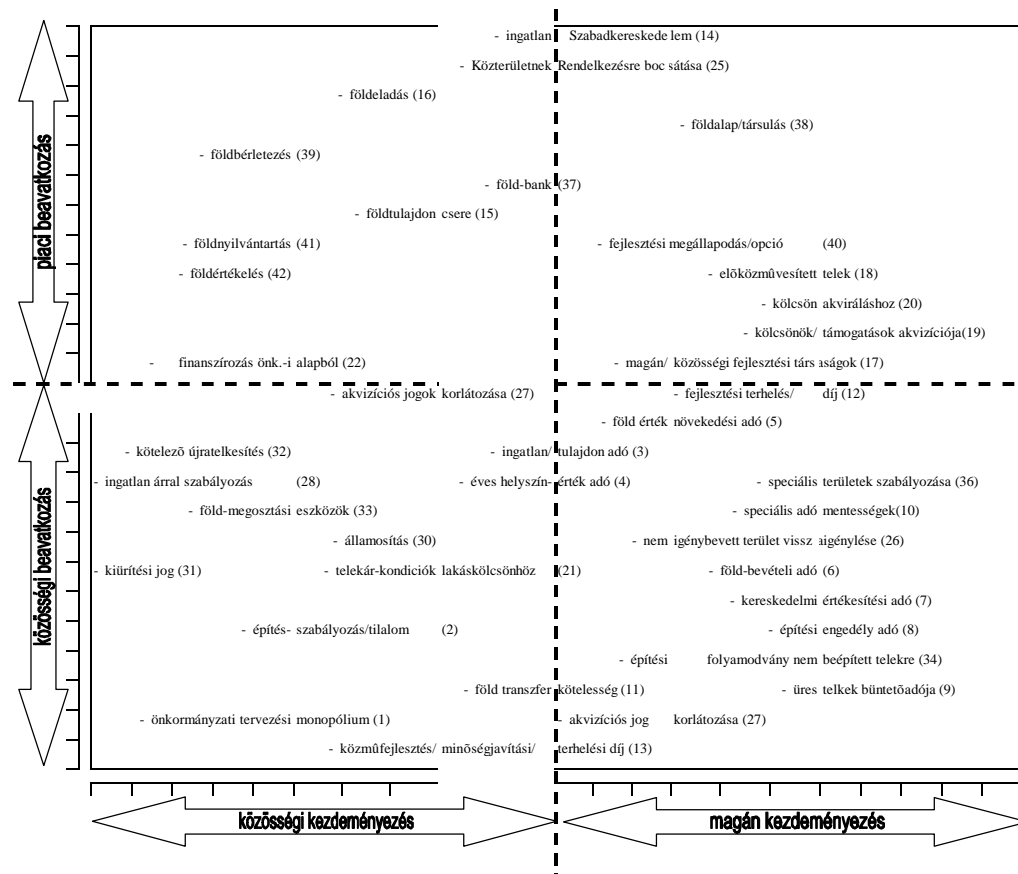 - ingatlan Szabadkereskede lem (14)
- Közterületnek Rendelkezésre boc sátása (25)
- földeladás (16)
- földalap/társulás (38)
- földbérletezés (39)
- föld-bank (37)
- földtulajdon csere (15)
- földnyilvántartás (41)
- fejlesztési megállapodás/opció (40)
- földértékelés (42)
- elõközmûvesített telek (18)
- kölcsön akviráláshoz (20)
- kölcsönök/ támogatások akvizíciója(19)
- finanszírozás önk.-i alapból (22)
- magán/ közösségi fejlesztési társ aságok (17)
- akvizíciós jogok korlátozása (27)
- fejlesztési terhelés/ díj (12)
- föld érték növekedési adó (5)
- kötelezõ újratelkesítés (32)
- ingatlan/ tulajdon adó (3)
- ingatlan árral szabályozás (28)
- éves helyszín- érték adó (4)
- speciális területek szabályozása (36)
- föld-megosztási eszközök (33)
- speciális adó mentességek(10)
- államosítás (30)
- nem igénybevett terület vissz aigénylése (26)
- kiürítési jog (31)
- telekár-kondiciók lakáskölcsönhöz (21)
- föld-bevételi adó (6)
- kereskedelmi értékesítési adó (7)
- építés- szabályozás/tilalom (2)
- építési engedély adó (8)
- építési folyamodvány nem beépített telekre (34)
- föld transzfer kötelesség (11)
- üres telkek büntetõadója (9)
- önkormányzati tervezési monopólium (1)
- akvizíciós jog korlátozása (27)
- közmûfejlesztés/ minõségjavítási/ terhelési díj (13)
piaci beavatkozás
közösségi beavatkozás
közösségi kezdeményezés
magán kezdeményezés